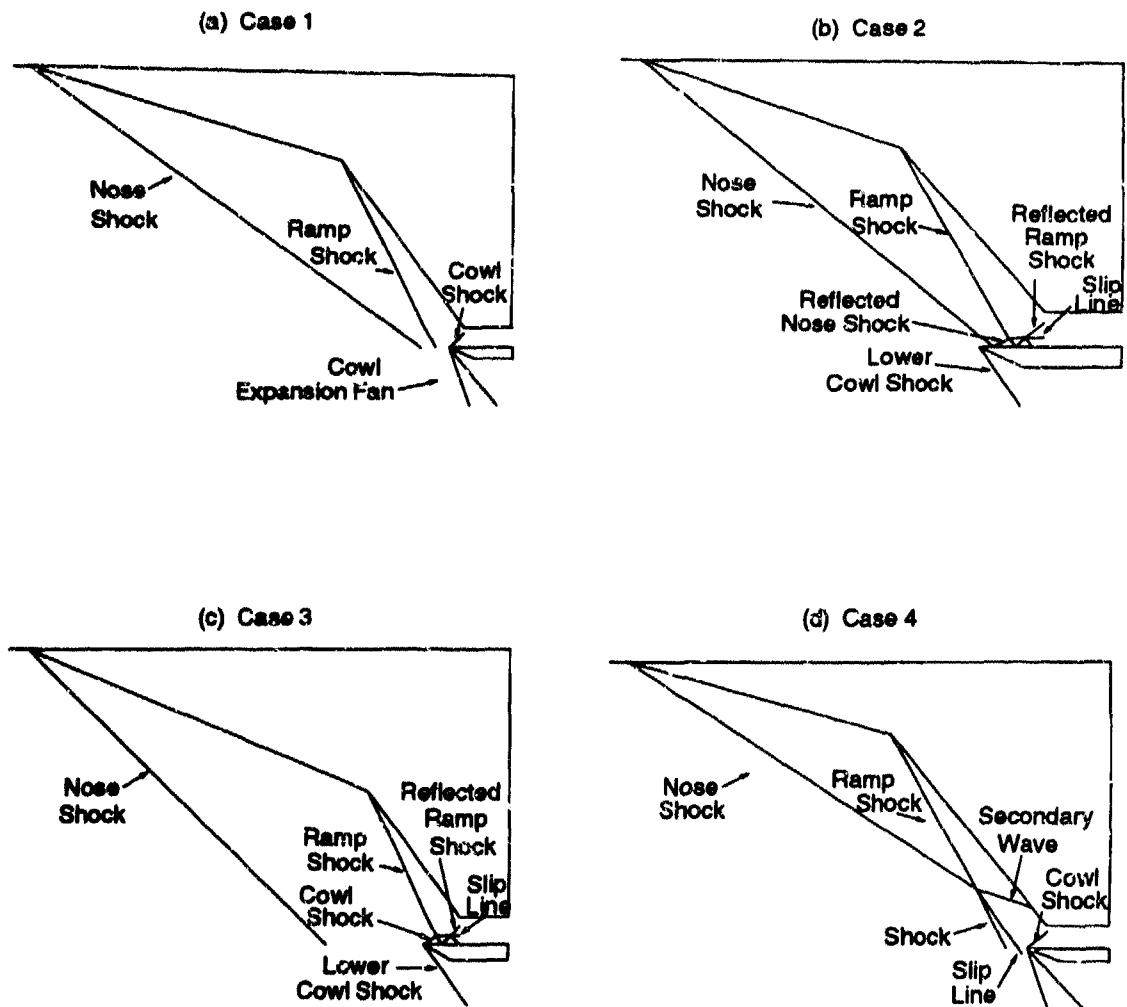 (a) Case 1
Nose
Shock
Ramp
Shock
Cowl
Shock
Cowl
Expansion Fan
(b) Case 2
Nose
Shock
Ramp
Shock
Reflected
Ramp
Shock
Slip
Line
Reflected
Nose Shock
Lower
Cowl Shock
(c) Case 3
Nose
Shock
Ramp
Shock
Reflected
Ramp
Shock
Cowl
Shock
Slip
Line
Lower
Cowl Shock
(d) Case 4
Nose
Shock
Ramp
Shock
Secondary
Wave
Cowl
Shock
Shock
Slip
Line